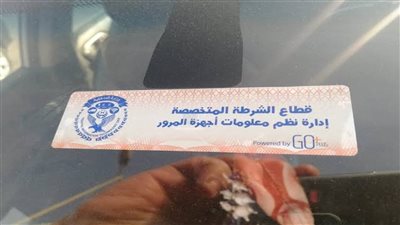 قطاع الشرطة المتخصصة
إدارة نظم معلومات أجهزة المرور
Powered by GO